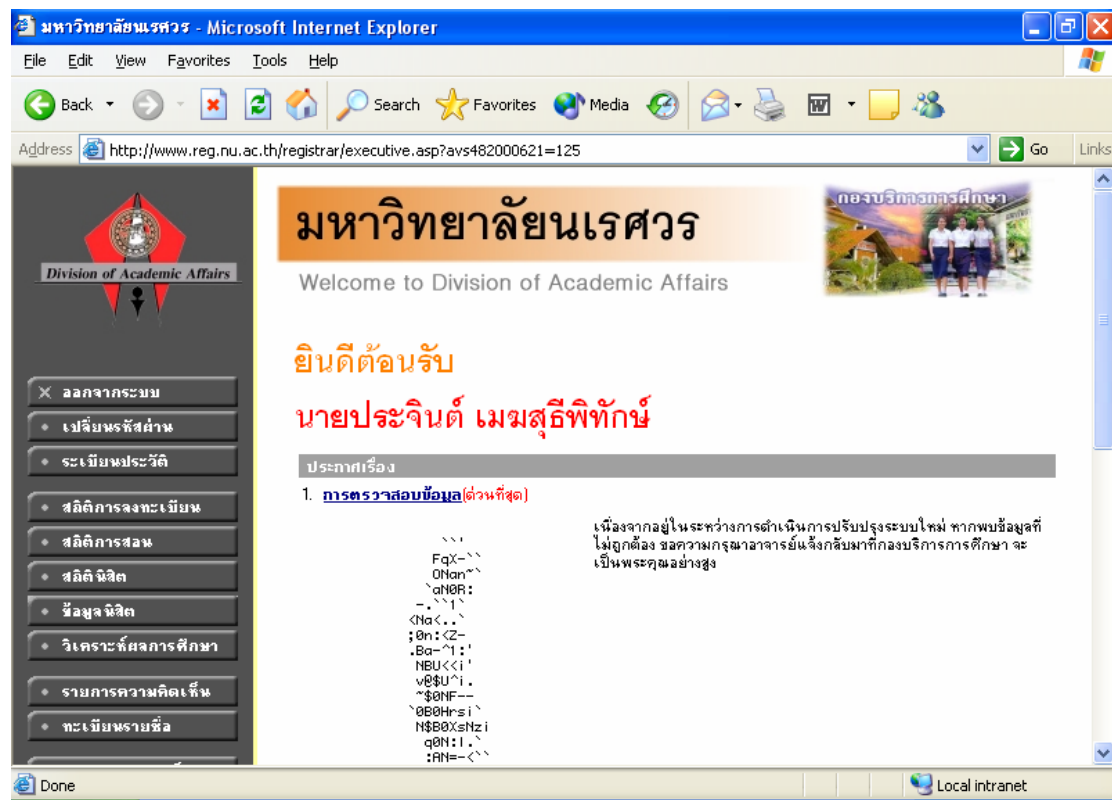 มหาวิทยาลัยนเรศวร - Microsoft Internet Explorer
File Edit View Favorites Tools Help
Back Search Favorites Media
Address http://www.reg.nu.ac.th/registrar/executive.asp?avs482000621=125 Go Links
Division of Academic Affairs
มหาวิทยาลัยนเรศวร
กองบริการการศึกษา
Welcome to Division of Academic Affairs
ยินดีต้อนรับ
นายประจินต์ เมฆสุธีพิทักษ์
ออกจากระบบ
เปลี่ยนรหัสผ่าน
ระเบียนประวัติ
สถิติการลงทะเบียน
สถิติการสอน
สถิตินิสิต
ข้อมูลนิสิต
วิเคราะห์ผลการศึกษา
รายการความคิดเห็น
ทะเบียนรายชื่อ
ประกาศเรื่อง
1. การตรวจสอบข้อมูล(ด่วนที่สุด)
เนื่องจากอยู่ในระหว่างการดำเนินการปรับปรุงระบบใหม่ หากพบข้อมูลที่
ไม่ถูกต้อง ขอความกรุณาอาจารย์แจ้งกลับมาที่กองบริการการศึกษา จะ
เป็นพระคุณอย่างสูง
Done Local intranet